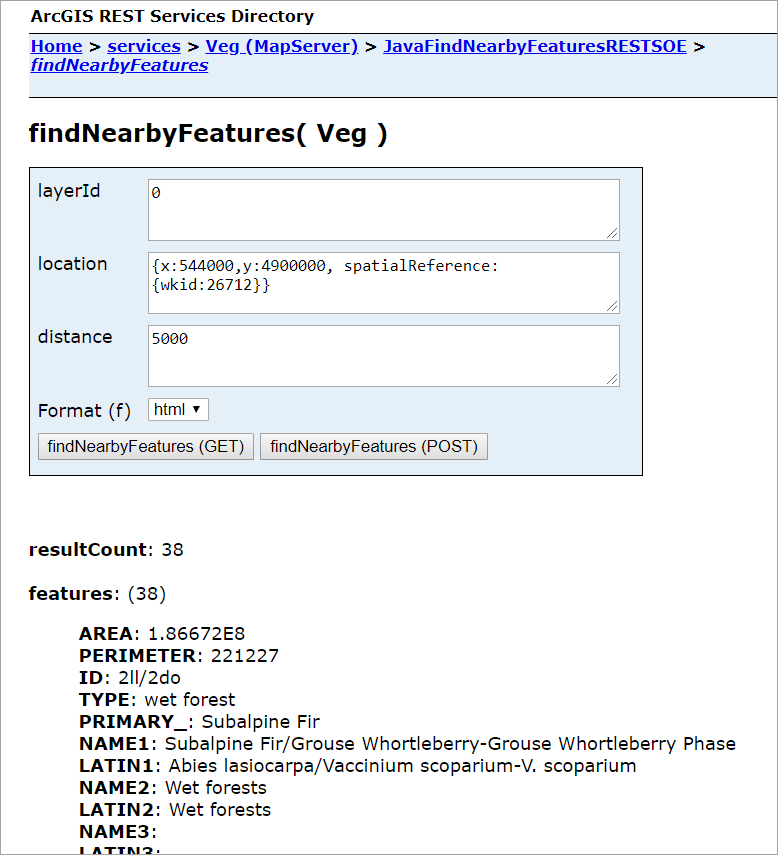 ArcGIS REST Services Directory
Home > services > Veg (MapServer) > JavaFindNearbyFeaturesRESTSOE >
findNearbyFeatures
findNearbyFeatures( Veg )
layerId
0
location
{x:544000,y:4900000, spatialReference:
{wkid:26712}}
distance
5000
Format (f)
html ▼
findNearbyFeatures (GET)
findNearbyFeatures (POST)
resultCount: 38
features: (38)
AREA: 1.86672E8
PERIMETER: 221227
ID: 2ll/2do
TYPE: wet forest
PRIMARY_: Subalpine Fir
NAME1: Subalpine Fir/Grouse Whortleberry-Grouse Whortleberry Phase
LATIN1: Abies lasiocarpa/Vaccinium scoparium-V. scoparium
NAME2: Wet forests
LATIN2: Wet forests
NAME3:
LATIN3: